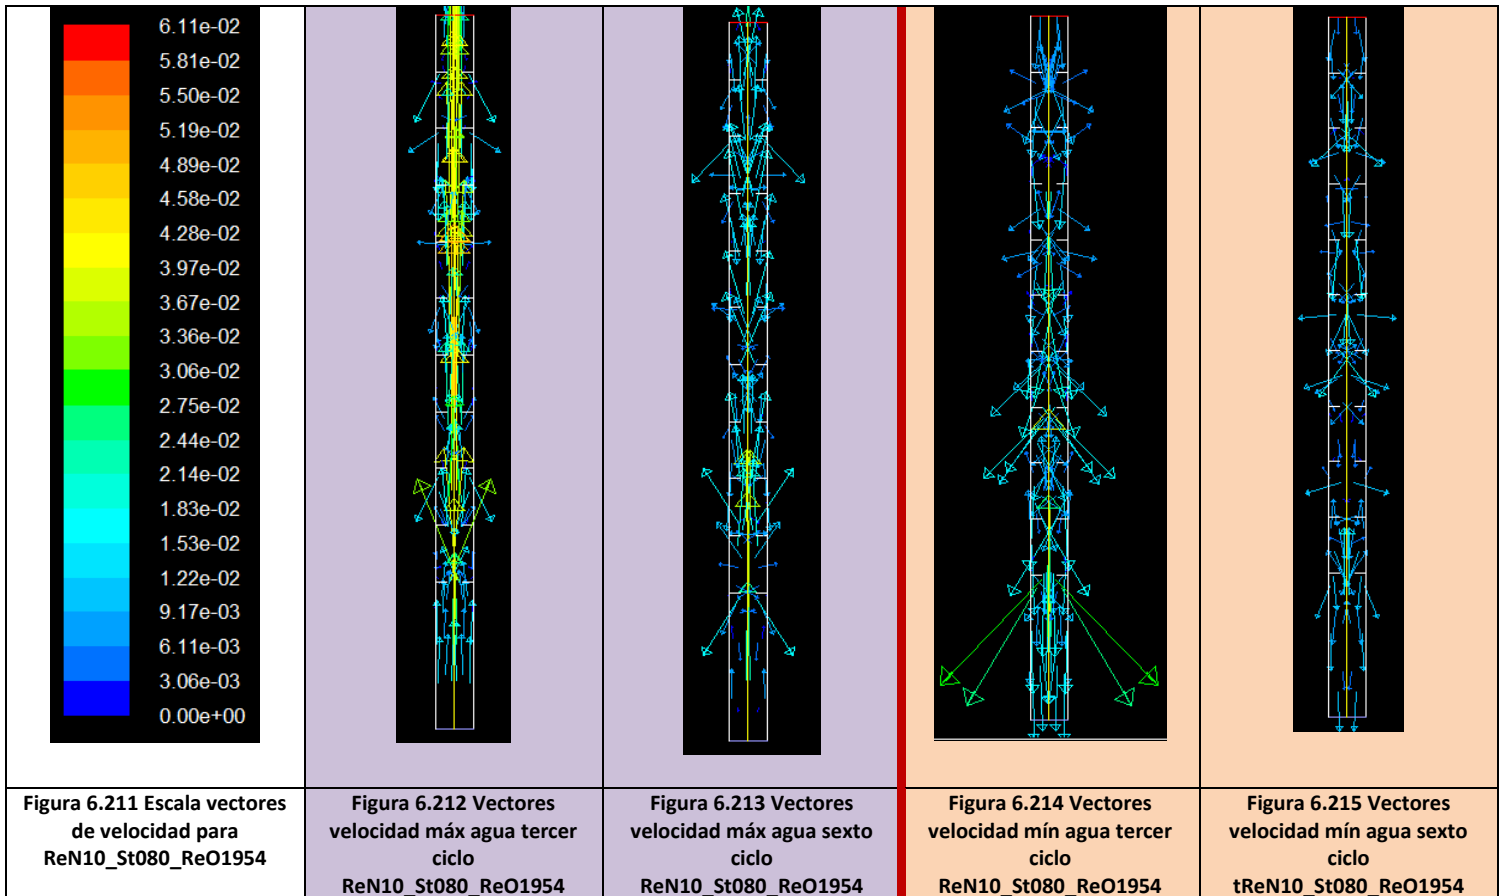 6.11e-02
5.81e-02
5.50e-02
5.19e-02
4.89e-02
4.58e-02
4.28e-02
3.97e-02
3.67e-02
3.36e-02
3.06e-02
2.75e-02
2.44e-02
2.14e-02
1.83e-02
1.53e-02
1.22e-02
9.17e-03
6.11e-03
3.06e-03
0.00e+00
Figura 6.211 Escala vectores
de velocidad para
ReN10_St080_ReO1954
Figura 6.212 Vectores
velocidad máx agua tercer
ciclo
ReN10_St080_ReO1954
Figura 6.213 Vectores
velocidad máx agua sexto
ciclo
ReN10_St080_ReO1954
Figura 6.214 Vectores
velocidad mín agua tercer
ciclo
ReN10_St080_ReO1954
Figura 6.215 Vectores
velocidad mín agua sexto
ciclo
tReN10_St080_ReO1954